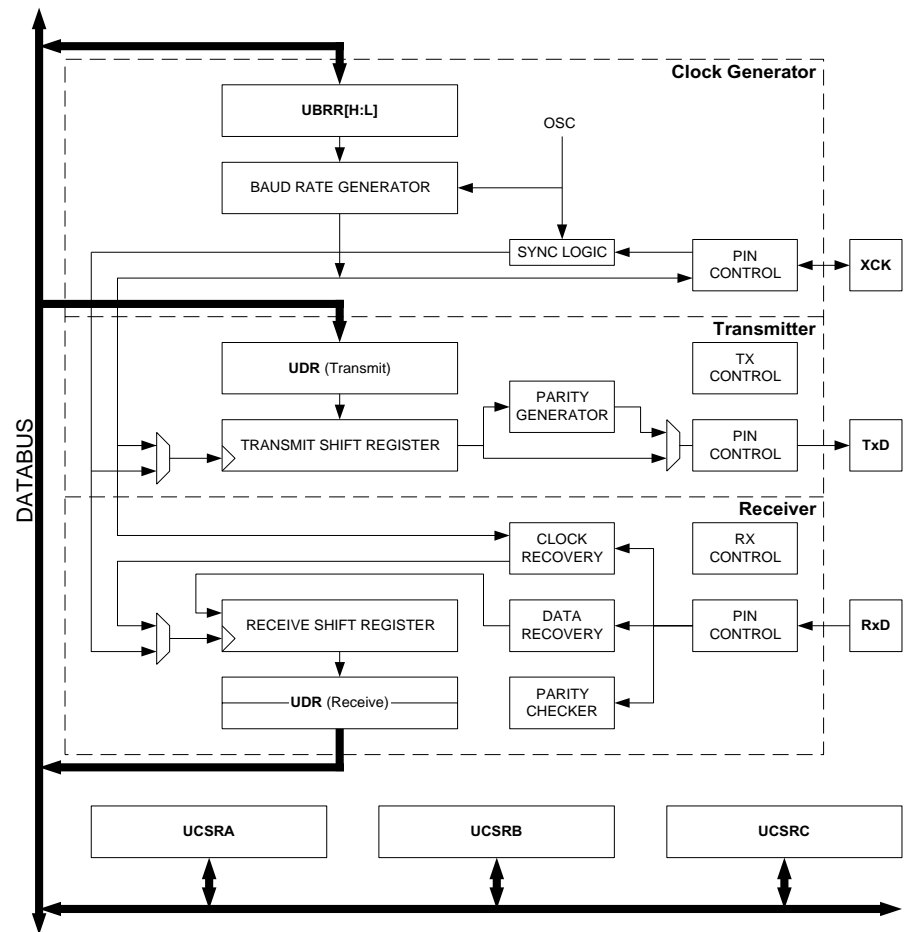 Clock Generator
UBRR[H:L]
OSC
BAUD RATE GENERATOR
SYNC LOGIC
PIN
CONTROL
XCK
Transmitter
UDR (Transmit)
TX
CONTROL
PARITY
GENERATOR
TRANSMIT SHIFT REGISTER
PIN
CONTROL
TxD
DATABUS
Receiver
CLOCK
RECOVERY
RX
CONTROL
RECEIVE SHIFT REGISTER
DATA
RECOVERY
PIN
CONTROL
RxD
UDR (Receive)
PARITY
CHECKER
UCSRA
UCSRB
UCSRC